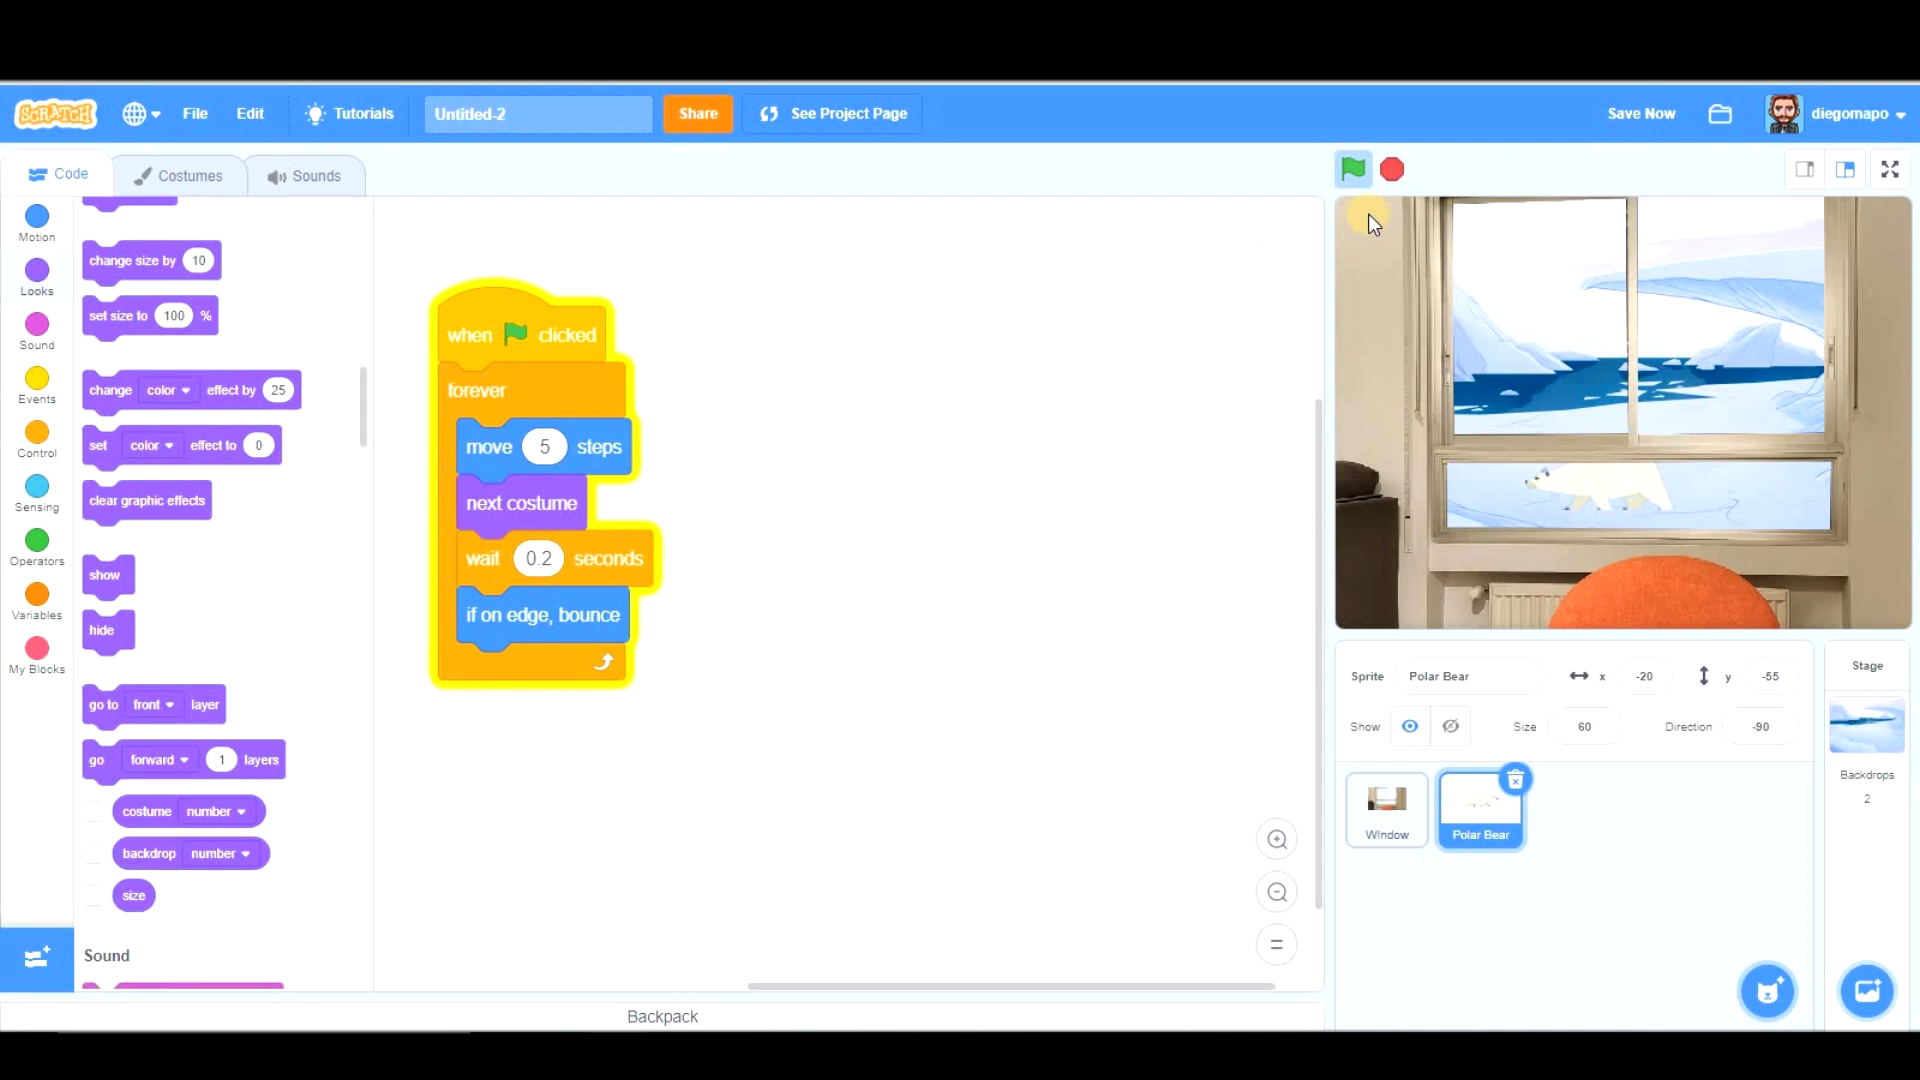 SCRATCH
File
Edit
Tutorials
Untitled-2
Share
See Project Page
Save Now
diegomapo
Code
Costumes
Sounds
Motion
Looks
Sound
Events
Control
Sensing
Operators
Variables
My Blocks
change size by 10
set size to 100 %
change color effect by 25
set color effect to 0
clear graphic effects
show
hide
go to front layer
go forward 1 layers
costume number
backdrop number
size
Sound
when clicked
forever
move 5 steps
next costume
wait 0.2 seconds
if on edge, bounce
Backpack
Sprite Polar Bear x -20 y -55
Show Size 60 Direction -90
Window
Polar Bear
Stage
Backdrops
2